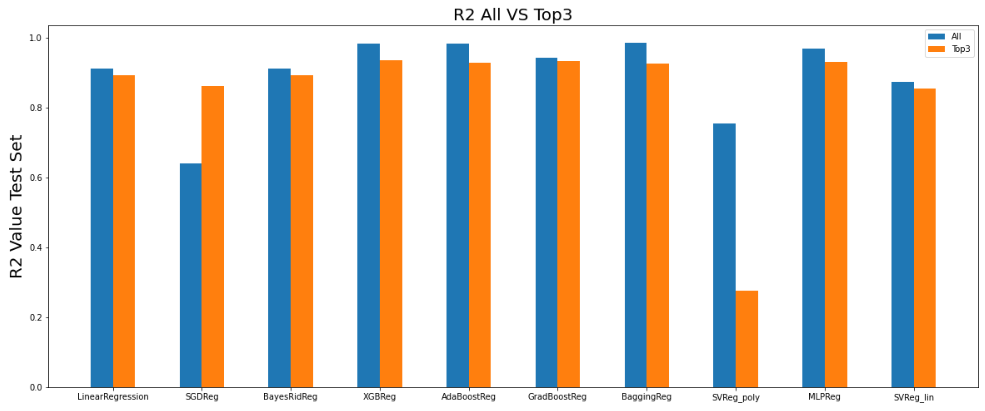 R2 All VS Top3
All
Top3
R2 Value Test Set
1.0
0.8
0.6
0.4
0.2
0.0
LinearRegression SGDReg BayesRidReg XGBReg AdaBoostReg GradBoostReg BaggingReg SVReg_poly MLPReg SVReg_lin